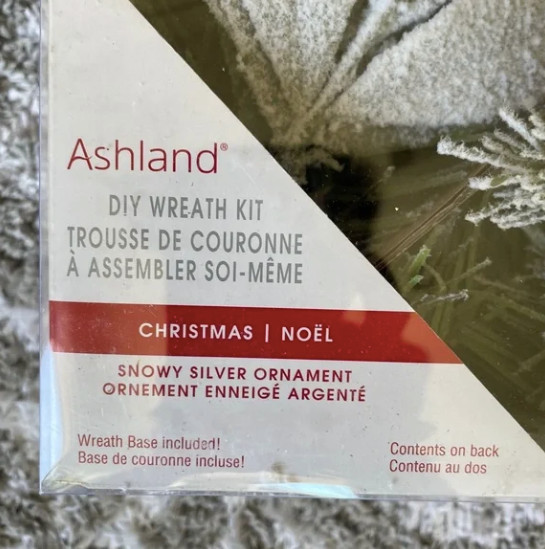 Ashland®
DIY WREATH KIT
TROUSSE DE COURONNE
À ASSEMBLER SOI-MÊME
CHRISTMAS | NOËL
SNOWY SILVER ORNAMENT
ORNEMENT ENNEIGÉ ARGENTÉ
Wreath Base included!
Base de couronne incluse!
Contents on back
Contenu au dos